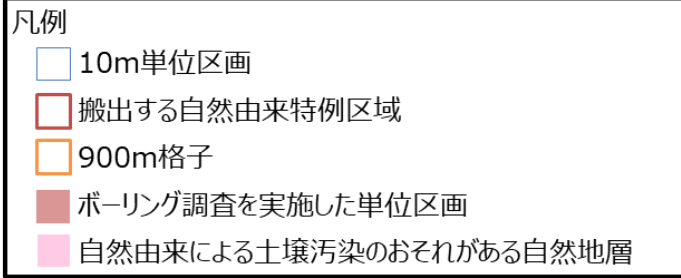 凡例
10m単位区画
搬出する自然由来特例区域
900m格子
ボーリング調査を実施した単位区画
自然由来による土壌汚染のおそれがある自然地層